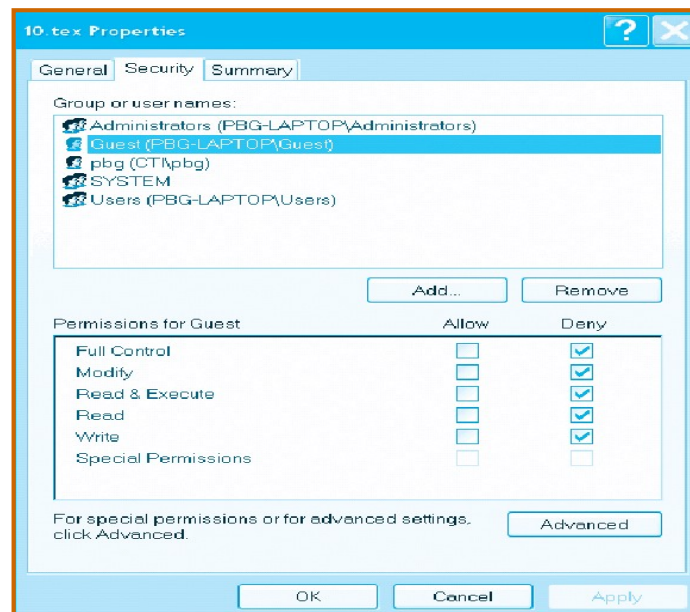 10.tex Properties
General Security Summary
Group or user names:
Administrators (PBG-LAPTOP\Administrators)
Guest (PBG-LAPTOP\Guest)
pbg (CTI\pbg)
SYSTEM
Users (PBG-LAPTOP\Users)
Add... Remove
Permissions for Guest Allow Deny
Full Control
Modify
Read & Execute
Read
Write
Special Permissions
For special permissions or for advanced settings,
click Advanced.
Advanced
OK Cancel Apply